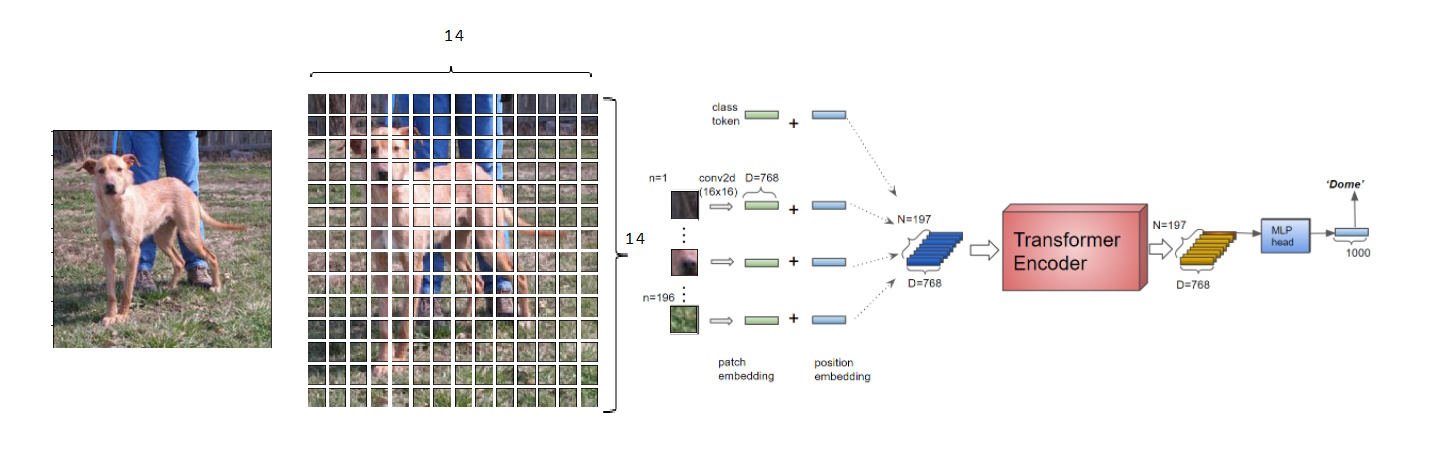 14
14
class
token
+
n=1
conv2d
(16x16)
D=768
+
+
n=196
+
patch
embedding
position
embedding
N=197
D=768
Transformer
Encoder
N=197
D=768
MLP
head
'Dome'
1000